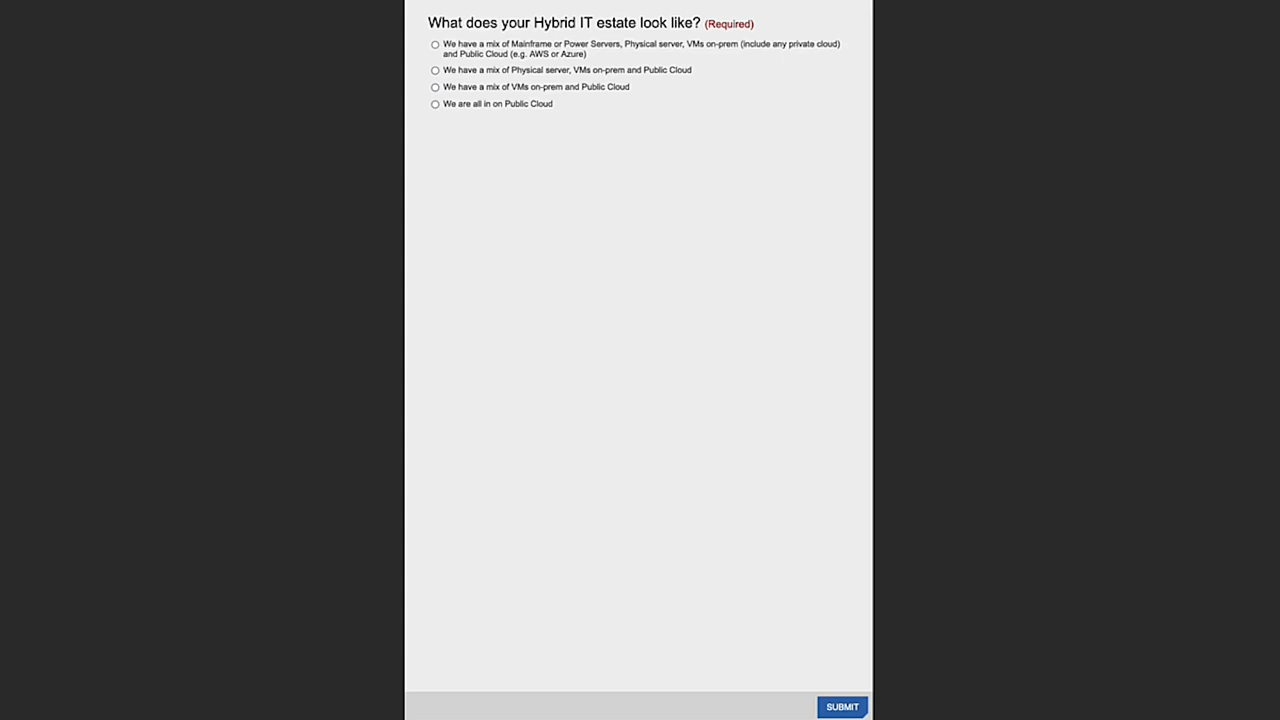 What does your Hybrid IT estate look like? (Required)
We have a mix of Mainframe or Power Servers, Physical server, VMs on-prem (include any private cloud)
and Public Cloud (e.g. AWS or Azure)
We have a mix of Physical server, VMs on-prem and Public Cloud
We have a mix of VMs on-prem and Public Cloud
We are all in on Public Cloud
SUBMIT